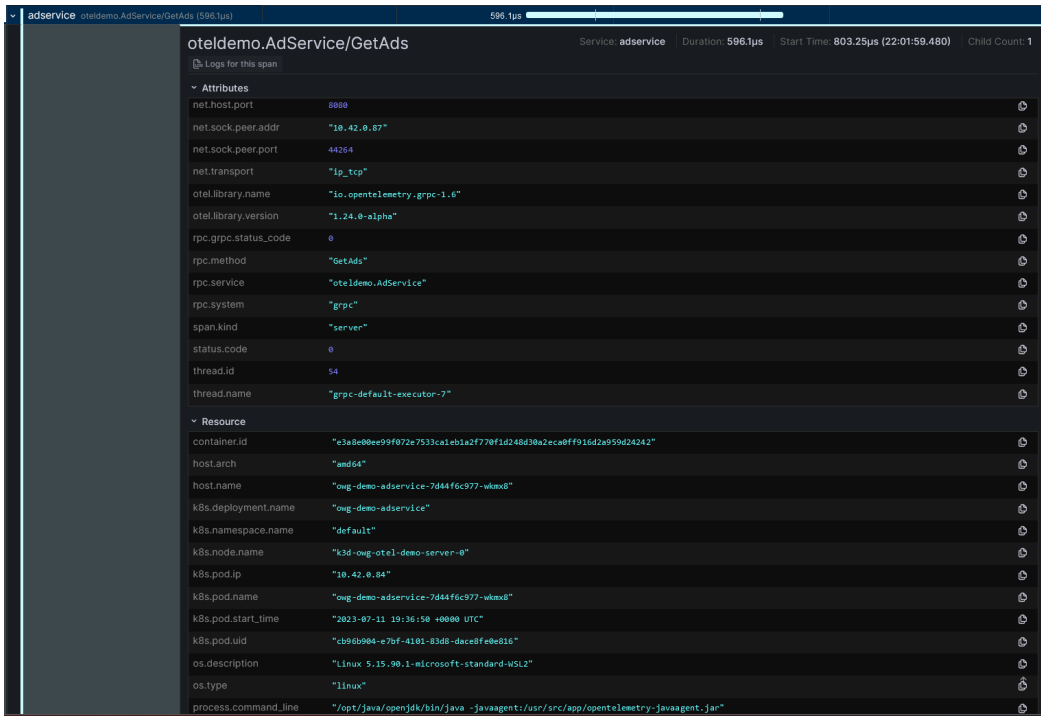 adservice oteldemo.AdService/GetAds (596.1μs) 596.1μs
oteldemo.AdService/GetAds Service: adservice Duration: 596.1μs Start Time: 803.25μs (22:01:59.480) Child Count: 1
Logs for this span
Attributes
net.host.port 8080
net.sock.peer.addr "10.42.0.87"
net.sock.peer.port 44264
net.transport "ip_tcp"
otel.library.name "io.opentelemetry.grpc-1.6"
otel.library.version "1.24.0-alpha"
rpc.grpc.status_code 0
rpc.method "GetAds"
rpc.service "oteldemo.AdService"
rpc.system "grpc"
span.kind "server"
status.code 0
thread.id 54
thread.name "grpc-default-executor-7"
Resource
container.id "e3a8e00ee99f072e7533ca1eb1a2f770f1d248d30a2eca0ff916d2a959d24242"
host.arch "amd64"
host.name "owg-demo-adservice-7d44f6c977-wkmx8"
k8s.deployment.name "owg-demo-adservice"
k8s.namespace.name "default"
k8s.node.name "k3d-owg-otel-demo-server-0"
k8s.pod.ip "10.42.0.84"
k8s.pod.name "owg-demo-adservice-7d44f6c977-wkmx8"
k8s.pod.start_time "2023-07-11 19:36:50 +0000 UTC"
k8s.pod.uid "cb96b904-e7bf-4101-83d8-dace8fe0e816"
os.description "Linux 5.15.90.1-microsoft-standard-WSL2"
os.type "linux"
process.command_line "/opt/java/openjdk/bin/java -javaagent:/usr/src/app/opentelemetry-javaagent.jar"